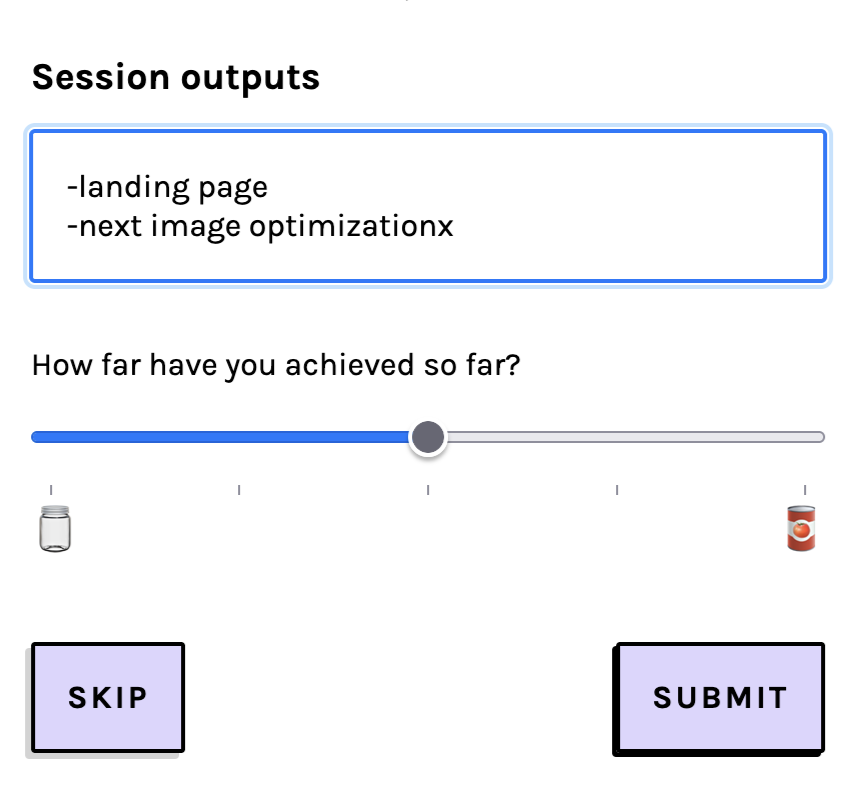 Session outputs
-landing page
-next image optimizationx
How far have you achieved so far?
SKIP
SUBMIT